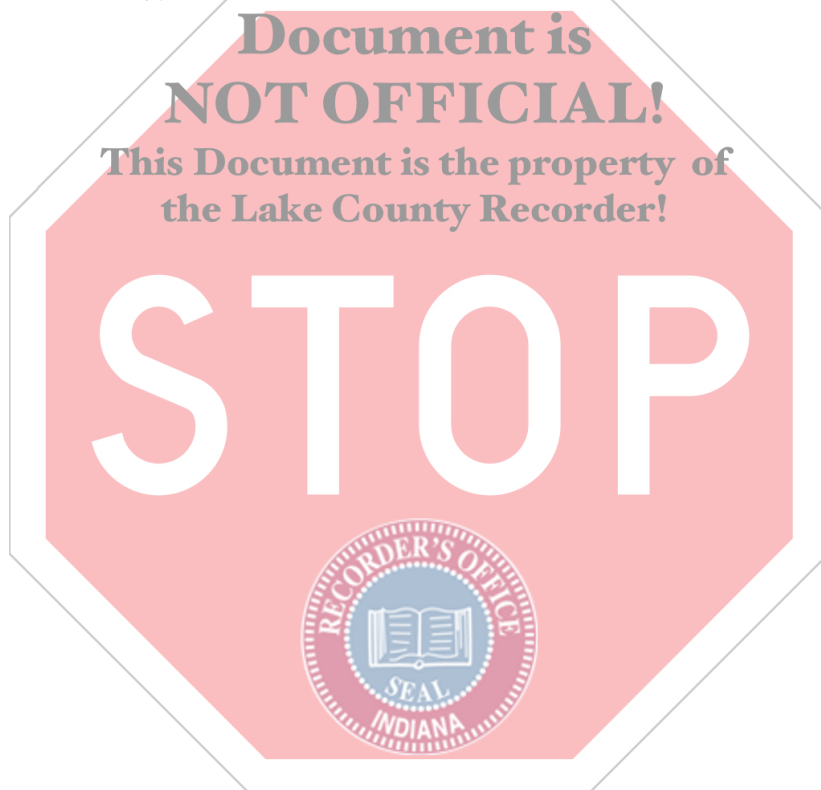 Document is
NOT OFFICIAL!
This Document is the property of
the Lake County Recorder!
STOP
RECORDER'S OFFICE
SEAL
INDIANA